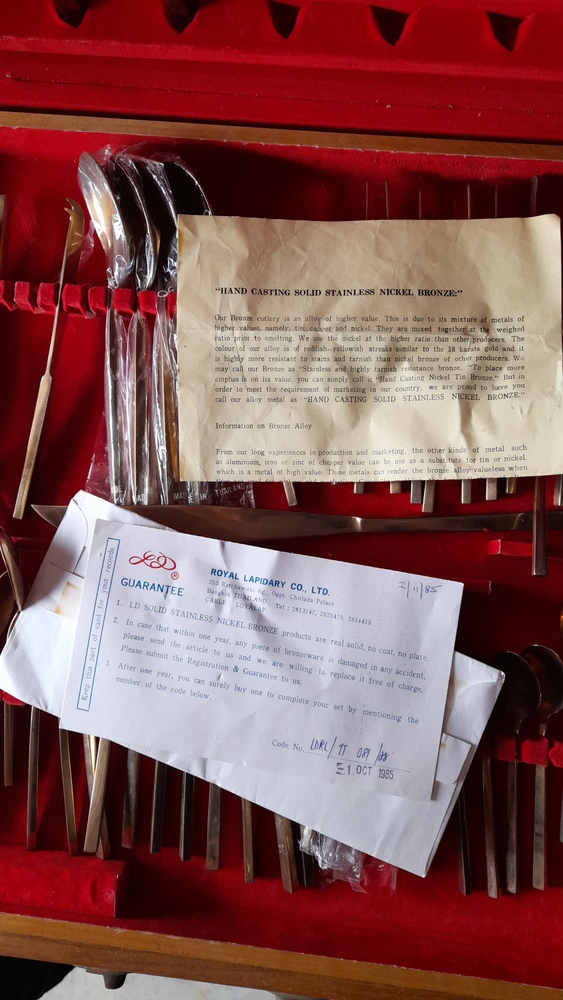 "HAND CASTING SOLID STAINLESS NICKEL BRONZE:"
Our Bronze cutlery is an alloy of higher value. This is due to its mixture of metals of
higher values, namely, tin, copper and nickel. They are mixed together at the weighed
ratio prior to smelting. We use the nickel at the higher ratio than other producers. The
colour of our alloy is of reddish-yellowish streaks similar to the 18 karats gold and it
is highly more resistant to stains and tarnish than nickel bronze of other producers. We
may call our Bronze as "Stainless and highly tarnish resistance bronze. "To place more
emphas is on its value, you can simply call it "Hand Casting Nickel Tin Bronze." But in
order to meet the requirement of marketing in our country, we are proud to have you
call our alloy metal as "HAND CASTING SOLID STAINLESS NICKEL BRONZE."
Information on Bronze Alloy
From our long experiences in production and marketing, the other kinds of metal such
as aluminium, iron or zinc of cheaper value can be used as a substitute for tin or nickel.
which is a metal of high value. These metals can render the bronze alloy valueless when
MADE IN THAILAND
Keep this part of card for your records
LD
®
GUARANTEE
ROYAL LAPIDARY CO., LTD.
Rajchawithi Rd., Oppt. Chitlada Palace
Bangkok THAILAND. Tel :
CABLE : LOYALAP.
2/11/85
1. LD SOLID STAINLESS NICKEL-BRONZE products are real solid, no coat, no plate.
2. In case that within one year, any piece of bronzeware is damaged in any accident,
please send the article to us and we are willing to replace it free of charge,
Please submit the Registration & Guarantee to us.
3. After one year, you can surely buy one to complete your set by mentioning the
number of the code below.
Code No.
31 OCT 1985